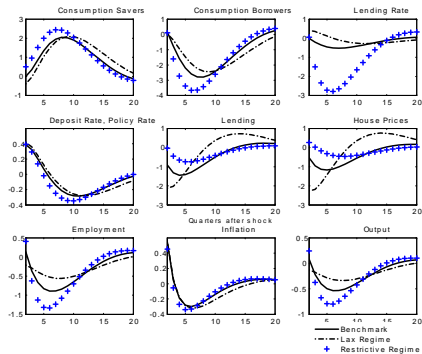 Consumption Savers
Consumption Borrowers
Lending Rate
3
2
1
0
-1
5 10 15 20
1
0
-1
-2
-3
-4
5 10 15 20
1
0
-1
-2
-3
5 10 15 20
Deposit Rate, Policy Rate
Lending
House Prices
0.4
0.2
0
-0.2
-0.4
5 10 15 20
1
0
-1
-2
-3
5 10 15 20
1
0
-1
-2
-3
5 10 15 20
Quarters after shock
Employment
Inflation
Output
0.5
0
-0.5
-1
-1.5
5 10 15 20
0.6
0.4
0.2
0
-0.2
-0.4
5 10 15 20
0.5
0
-0.5
-1
5 10 15 20
Benchmark
Lax Regime
Restrictive Regime